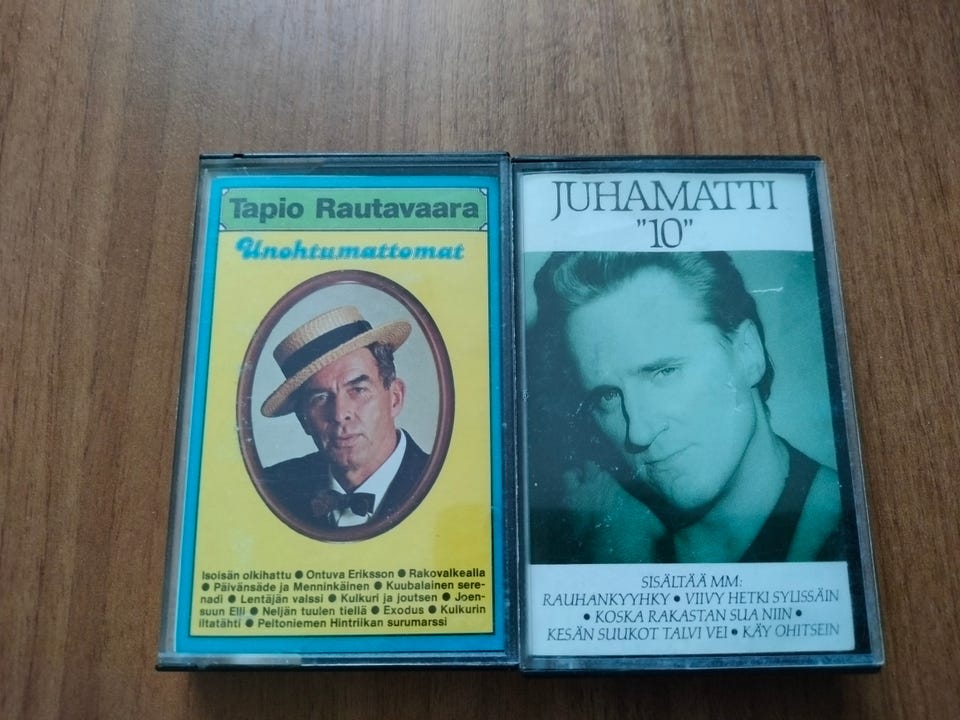 Tapio Rautavaara
Unohtumattomat
Isoisän olkihattu ● Ontuva Eriksson ● Rakovalkealla
● Päivänsäde ja Menninkäinen ● Kuubalainen sere-
nadi ● Lentäjän valssi ● Kulkuri ja joutsen ● Joen-
suun Elli ● Neljän tuulen tiellä ● Exodus ● Kulkurin
iltatähti ● Peltoniemen Hintriikan surumarssi
JUHAMATTI
"10"
SISÄLTÄÄ MM:
RAUHANKYYHKY • VIIVY HETKI SYLISSÄIN
• KOSKA RAKASTAN SUA NIIN •
KESÄN SUUKOT TALVI VEI • KÄY OHITSEIN